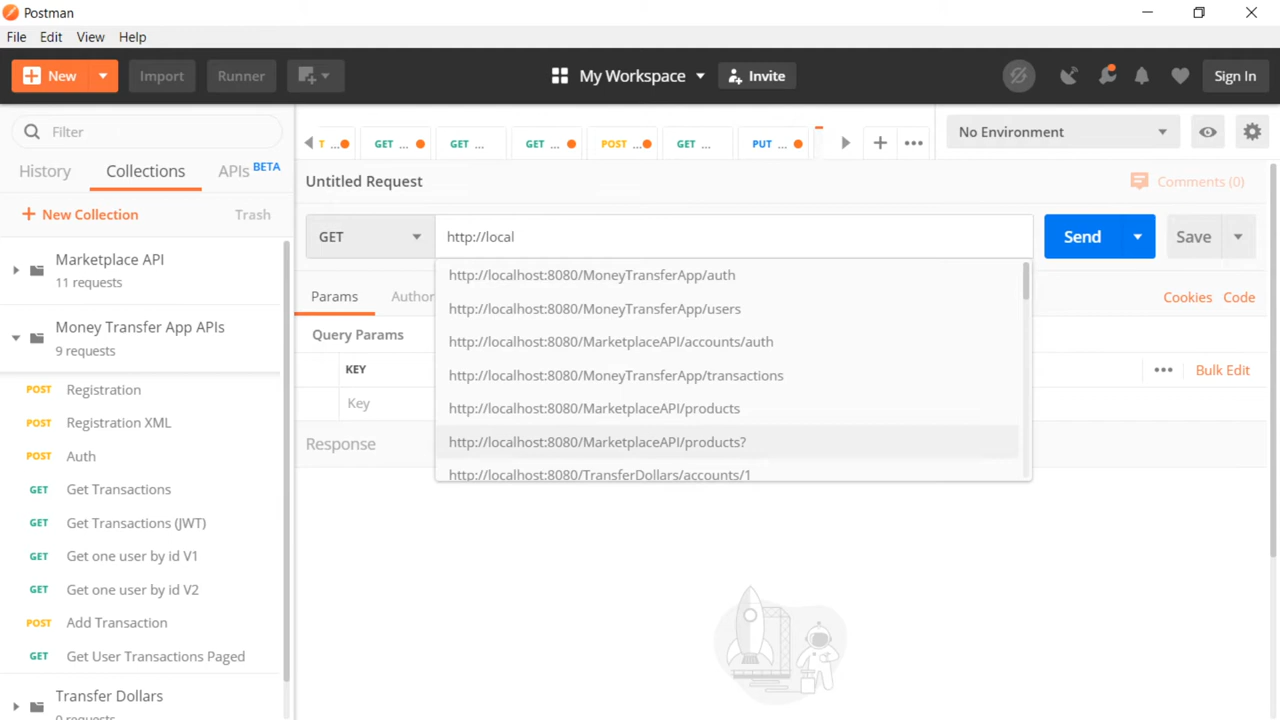 Postman
File Edit View Help
New Import Runner My Workspace Invite Sign In
Filter
T ... GET ... GET ... GET ... POST ... GET ... PUT ... No Environment
History Collections APIs BETA
Untitled Request Comments (0)
New Collection Trash
GET http://local Send Save
Marketplace API
11 requests
Money Transfer App APIs
9 requests
POST Registration
POST Registration XML
POST Auth
GET Get Transactions
GET Get Transactions (JWT)
GET Get one user by id V1
GET Get one user by id V2
POST Add Transaction
GET Get User Transactions Paged
Transfer Dollars
0 requests
http://localhost:8080/MoneyTransferApp/auth
http://localhost:8080/MoneyTransferApp/users
http://localhost:8080/MarketplaceAPI/accounts/auth
http://localhost:8080/MoneyTransferApp/transactions
http://localhost:8080/MarketplaceAPI/products
http://localhost:8080/MarketplaceAPI/products?
http://localhost:8080/TransferDollars/accounts/1
Params Author Cookies Code
Query Params
KEY Bulk Edit
Key
Response